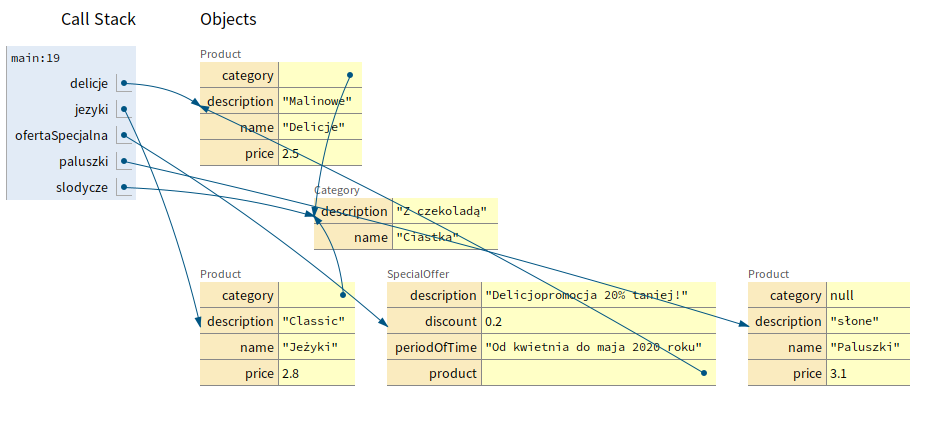 Call Stack
Objects
main:19
delicje
jezyki
ofertaSpecjalna
paluszki
slodycze
Product
category
description "Malinowe"
name "Delicje"
price 2.5
Category
description "Z czekoladą"
name "Ciastka"
Product
category
description "Classic"
name "Jeżyki"
price 2.8
SpecialOffer
description "Delicjopromocja 20% taniej!"
discount 0.2
periodOfTime "Od kwietnia do maja 2020 roku"
product
Product
category null
description "słone"
name "Paluszki"
price 3.1